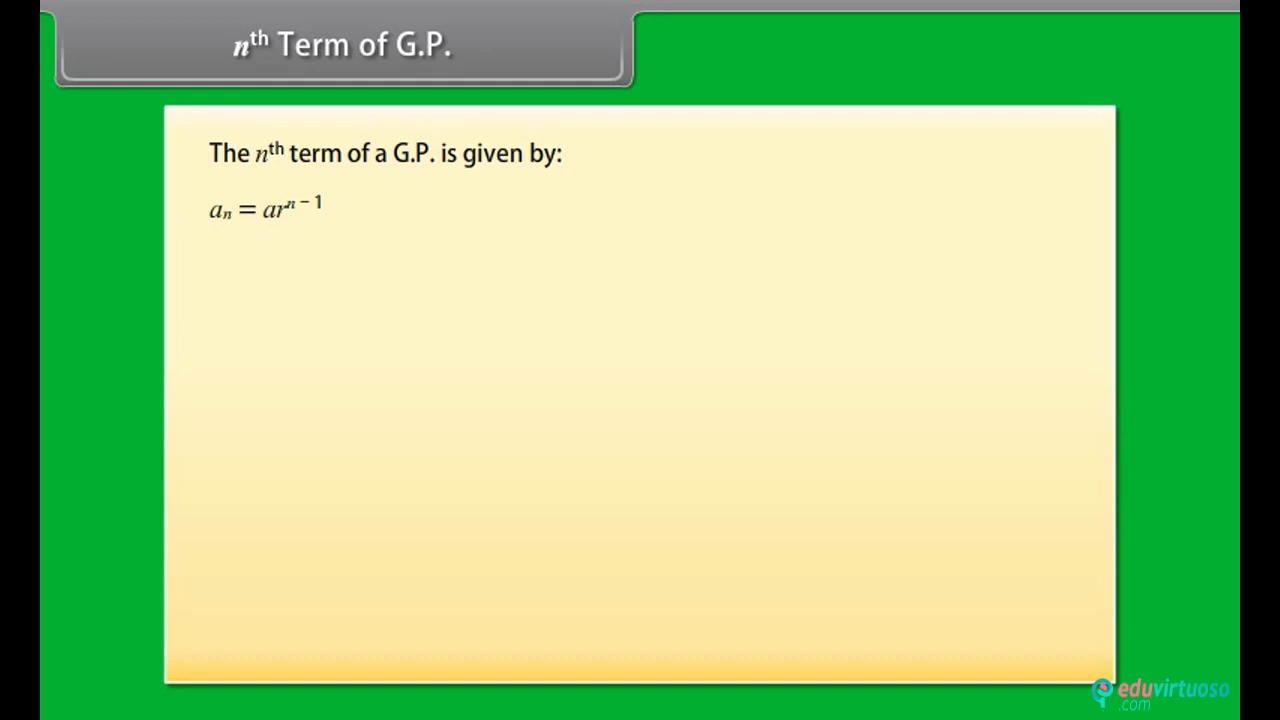 nᵗʰ Term of G.P.
The nᵗʰ term of a G.P. is given by:
aₙ = arⁿ⁻¹
eduvirtuoso
.com